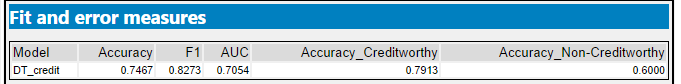 Fit and error measures
Model Accuracy F1 AUC Accuracy_Creditworthy Accuracy_Non-Creditworthy
DT_credit 0.7467 0.8273 0.7054 0.7913 0.6000